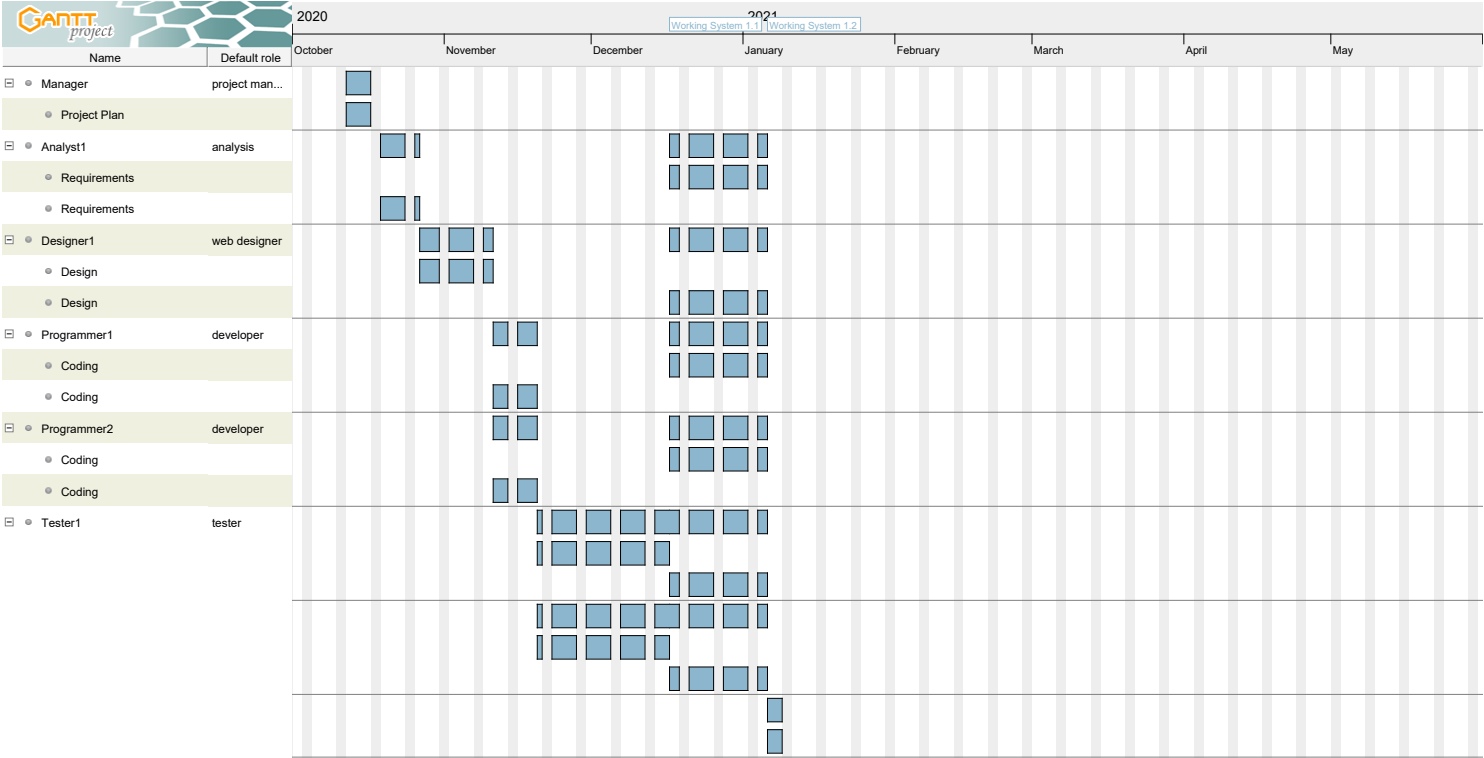 GANTT
project
2020
2021
Working System 1.1
Working System 1.2
October
November
December
January
February
March
April
May
Name
Default role
Manager
project man...
Project Plan
Analyst1
analysis
Requirements
Requirements
Designer1
web designer
Design
Design
Programmer1
developer
Coding
Coding
Programmer2
developer
Coding
Coding
Tester1
tester